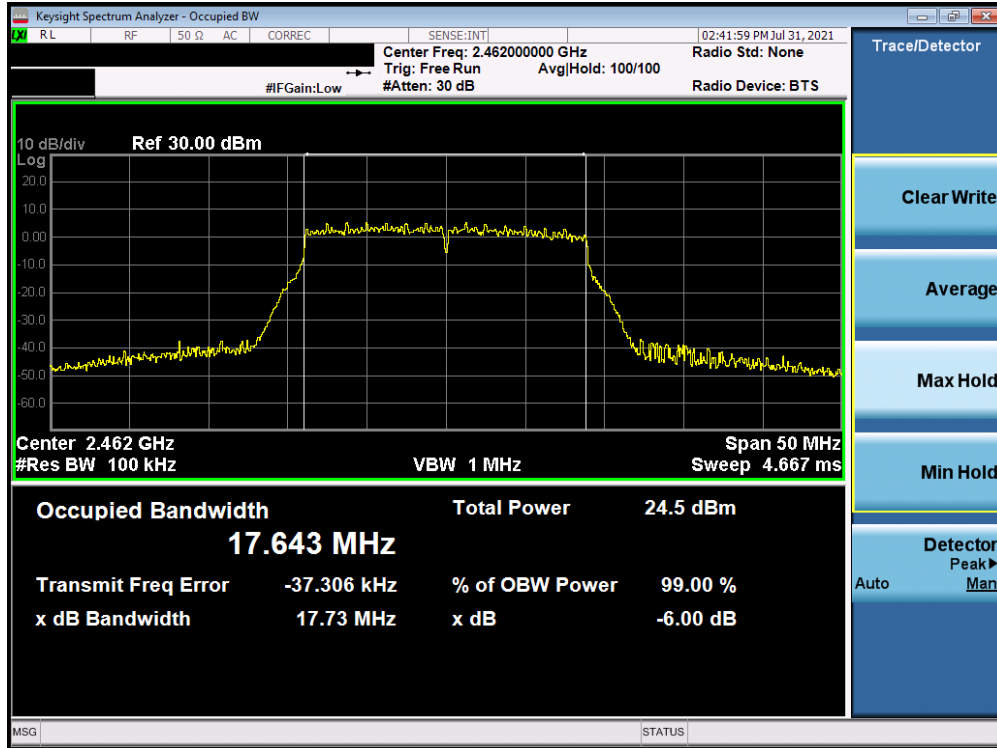 Keysight Spectrum Analyzer - Occupied BW
LXI RL RF 50 Ω AC CORREC SENSE:INT 02:41:59 PM Jul 31, 2021
Center Freq: 2.462000000 GHz Radio Std: None
Trig: Free Run Avg|Hold: 100/100
#IFGain:Low #Atten: 30 dB Radio Device: BTS
10 dB/div Ref 30.00 dBm
Log
20.0
10.0
0.00
-10.0
-20.0
-30.0
-40.0
-50.0
-60.0
Center 2.462 GHz Span 50 MHz
#Res BW 100 kHz VBW 1 MHz Sweep 4.667 ms
Occupied Bandwidth Total Power 24.5 dBm
17.643 MHz
Transmit Freq Error -37.306 kHz % of OBW Power 99.00 %
x dB Bandwidth 17.73 MHz x dB -6.00 dB
MSG STATUS
Trace/Detector
Clear Write
Average
Max Hold
Min Hold
Detector
Peak
Auto Man